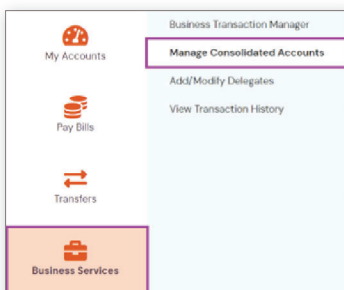 My Accounts
Pay Bills
Transfers
Business Services
Business Transaction Manager
Manage Consolidated Accounts
Add/Modify Delegates
View Transaction History